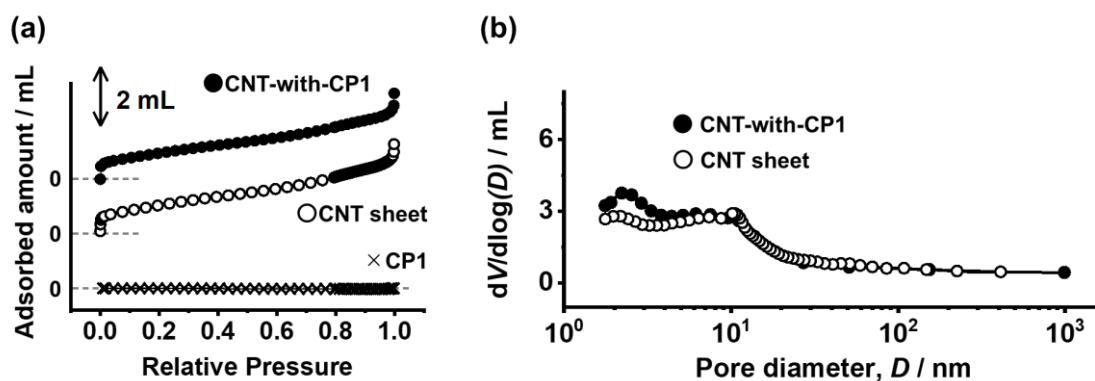 (a)
2 mL
CNT-with-CP1
CNT sheet
CP1
0
0
0
Adsorbed amount / mL
0.0 0.2 0.4 0.6 0.8 1.0
Relative Pressure
(b)
CNT-with-CP1
CNT sheet
6
3
0
dV/dlog(D) / mL
10⁰ 10¹ 10² 10³
Pore diameter, D / nm